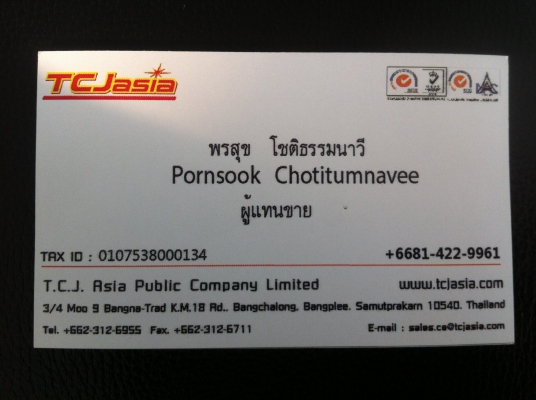 TCJasia
พรสุข โชติธรรมนาวี
Pornsook Chotitumnavee
ผู้แทนขาย
TAX ID : 0107538000134 +6681-422-9961
T.C.J. Asia Public Company Limited www.tcjasia.com
3/4 Moo 9 Bangna-Trad K.M.18 Rd., Bangchalong, Bangplee, Samutprakarn 10540, Thailand
Tel. +662-312-6955 Fax. +662-312-6711 E-mail : sales.ce@tcjasia.com